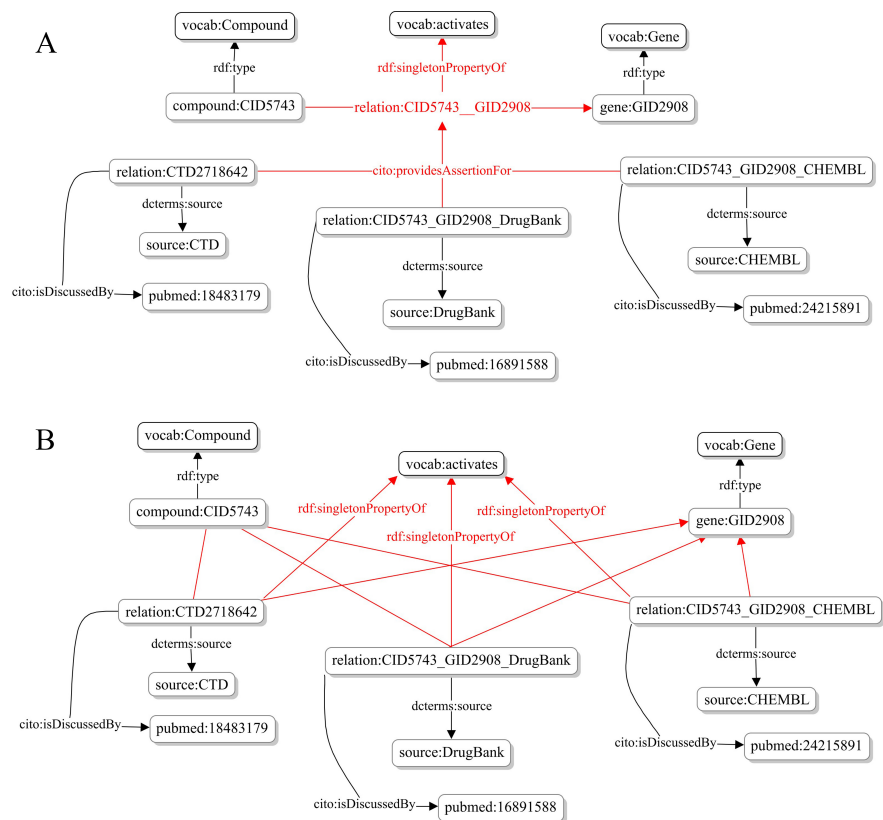 A
vocab:Compound
vocab:activates
vocab:Gene
rdf:type
rdf:singletonPropertyOf
rdf:type
compound:CID5743
relation:CID5743__GID2908
gene:GID2908
relation:CTD2718642
cito:providesAssertionFor
relation:CID5743_GID2908_CHEMBL
dcterms:source
relation:CID5743_GID2908_DrugBank
dcterms:source
source:CTD
source:CHEMBL
dcterms:source
cito:isDiscussedBy
pubmed:18483179
source:DrugBank
cito:isDiscussedBy
pubmed:24215891
cito:isDiscussedBy
pubmed:16891588
B
vocab:Compound
vocab:activates
vocab:Gene
rdf:type
rdf:type
compound:CID5743
rdf:singletonPropertyOf
rdf:singletonPropertyOf
rdf:singletonPropertyOf
gene:GID2908
relation:CTD2718642
relation:CID5743_GID2908_CHEMBL
dcterms:source
relation:CID5743_GID2908_DrugBank
dcterms:source
source:CTD
source:CHEMBL
dcterms:source
cito:isDiscussedBy
pubmed:18483179
source:DrugBank
cito:isDiscussedBy
pubmed:24215891
cito:isDiscussedBy
pubmed:16891588